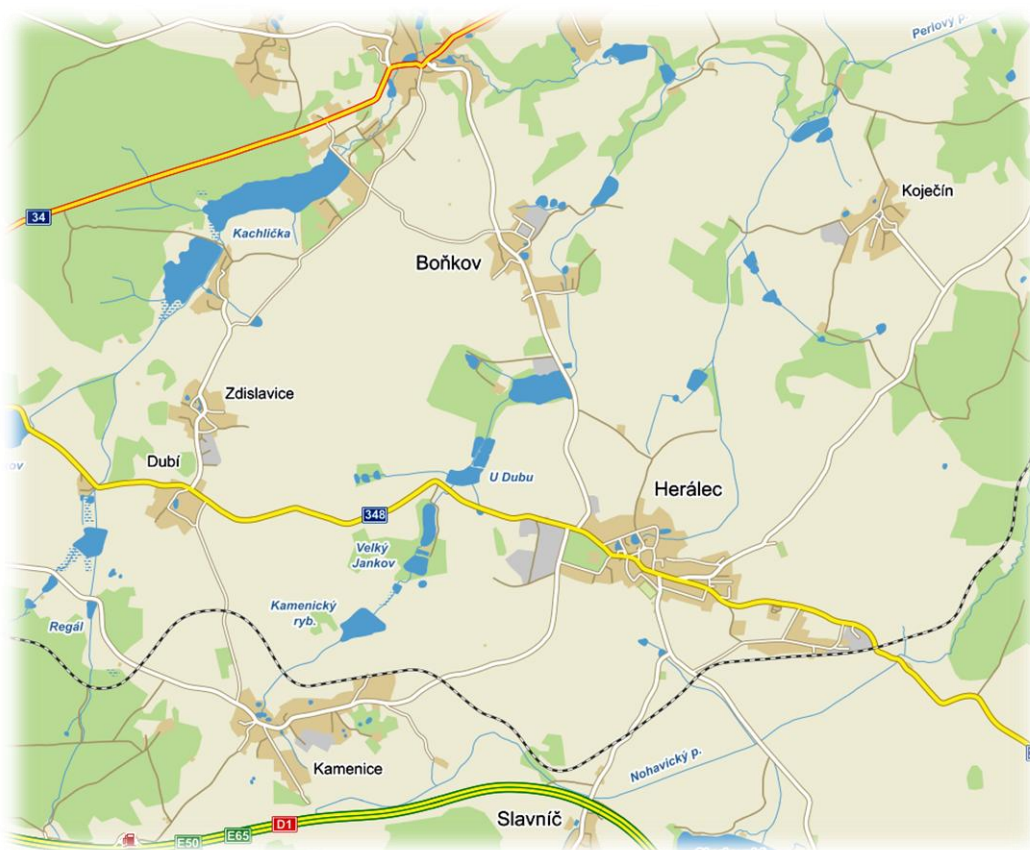 Perlový p.
Koječín
34
Kachlička
Boňkov
Zdislavice
Dubí
U Dubu
Herálec
348
Velký
Jankov
Kamenický
ryb.
Regál
Kamenice
Nohavický p.
Slavníč
D1
E65
E50